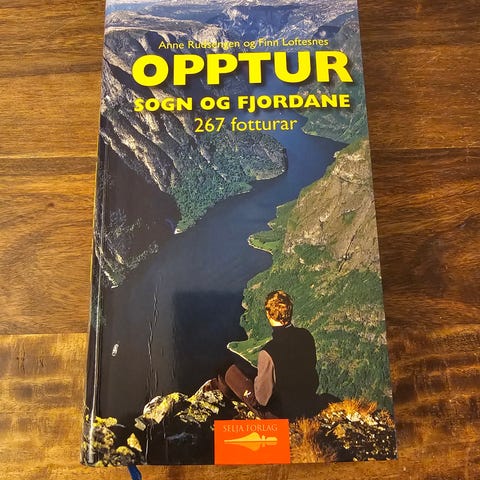 Anne Rudsengen og Finn Loftesnes
OPPTUR
SOGN OG FJORDANE
267 fotturar
SELJA FORLAG